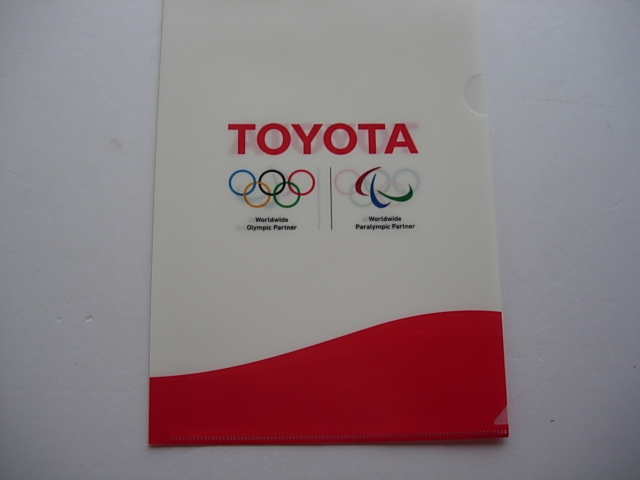 TOYOTA
Worldwide
Olympic Partner
Worldwide
Paralympic Partner